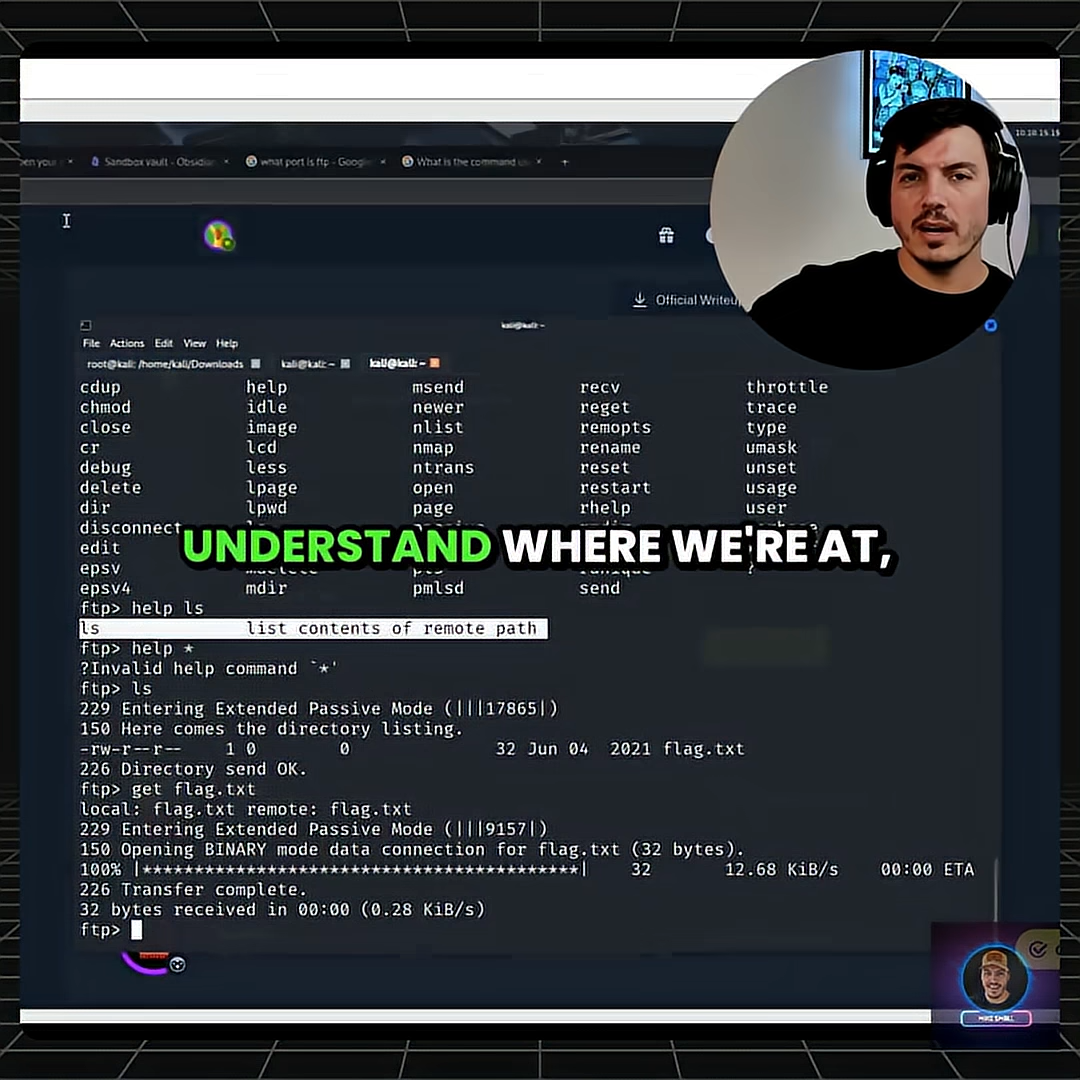 Sandbox vault - Obsidian
what port is ftp - Google
What is the command
Official Writeup
kali@kali: ~
File Actions Edit View Help
root@kali: /home/kali/Downloads kali@kali: ~ kali@kali: ~
cdup help msend recv throttle
chmod idle newer reget trace
close image nlist remopts type
cr lcd nmap rename umask
debug less ntrans reset unset
delete lpage open restart usage
dir lpwd page rhelp user
disconnect
UNDERSTAND WHERE WE'RE AT,
edit
epsv
epsv4 mdir pmlsd send
ftp> help ls
ls list contents of remote path
ftp> help *
?Invalid help command `*'
ftp> ls
229 Entering Extended Passive Mode (|||17865|)
150 Here comes the directory listing.
-rw-r--r-- 1 0 0 32 Jun 04 2021 flag.txt
226 Directory send OK.
ftp> get flag.txt
local: flag.txt remote: flag.txt
229 Entering Extended Passive Mode (|||9157|)
150 Opening BINARY mode data connection for flag.txt (32 bytes).
100% |*******************************************| 32 12.68 KiB/s 00:00 ETA
226 Transfer complete.
32 bytes received in 00:00 (0.28 KiB/s)
ftp>